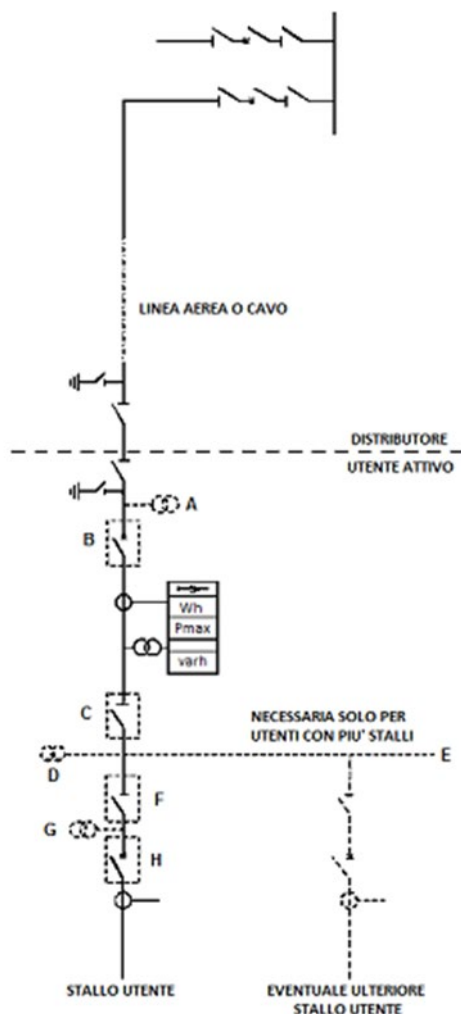 LINEA AEREA O CAVO
DISTRIBUTORE
UTENTE ATTIVO
A
B
Wh
Pmax
varh
C
NECESSARIA SOLO PER
UTENTI CON PIU' STALLI
E
D
F
G
H
STALLO UTENTE
EVENTUALE ULTERIORE
STALLO UTENTE